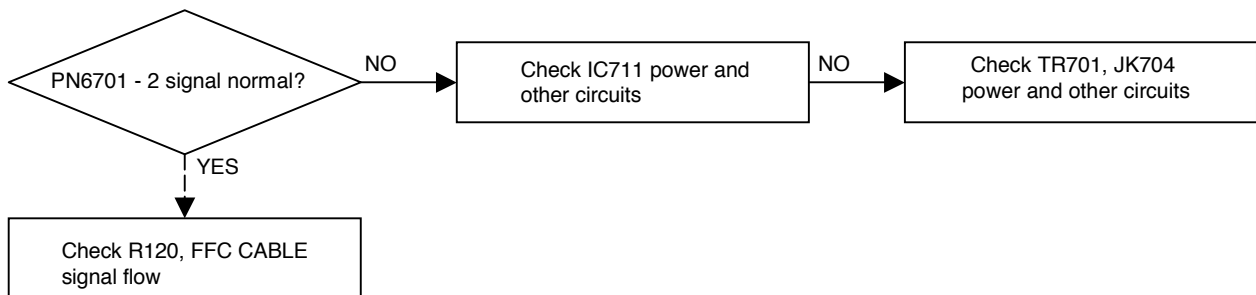 PN6701 - 2 signal normal?
NO
Check IC711 power and
other circuits
NO
Check TR701, JK704
power and other circuits
YES
Check R120, FFC CABLE
signal flow